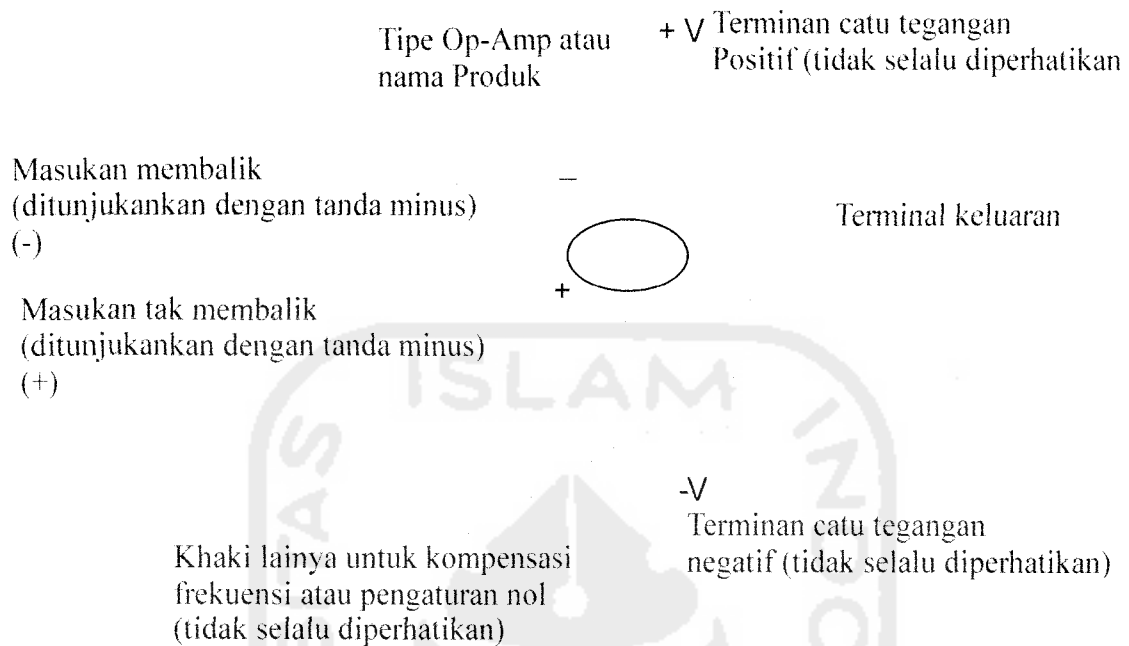 Tipe Op-Amp atau
nama Produk
+ V Terminan catu tegangan
Positif (tidak selalu diperhatikan
Masukan membalik
(ditunjukankan dengan tanda minus)
(-)
–
Terminal keluaran
+
Masukan tak membalik
(ditunjukankan dengan tanda minus)
(+)
ISLAM
-V
Terminan catu tegangan
negatif (tidak selalu diperhatikan)
Khaki lainya untuk kompensasi
frekuensi atau pengaturan nol
(tidak selalu diperhatikan)